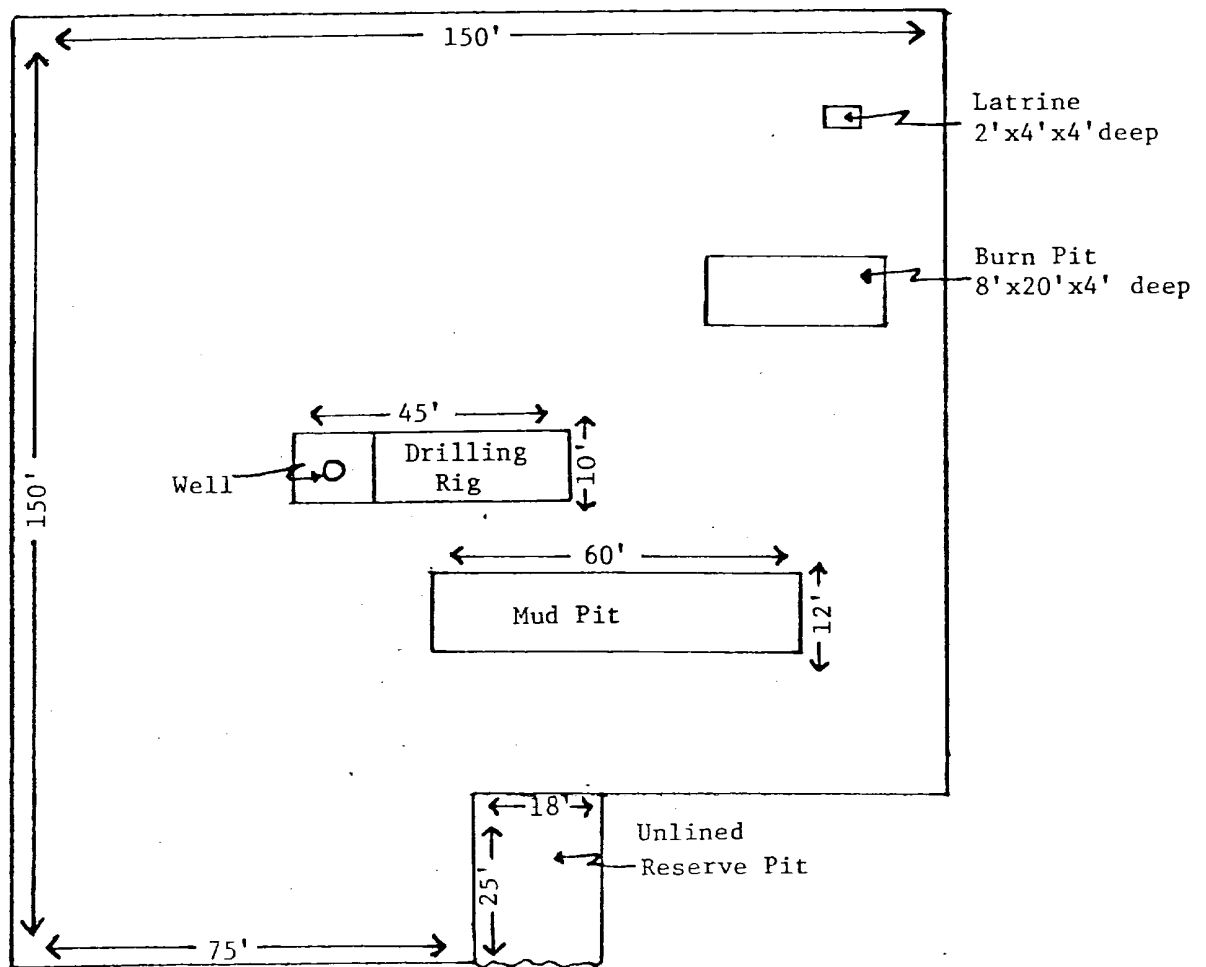 150'
Latrine
2'x4'x4'deep
Burn Pit
8'x20'x4' deep
45'
Drilling
Rig
10'
Well
150'
60'
Mud Pit
12'
18'
Unlined
Reserve Pit
25'
75'